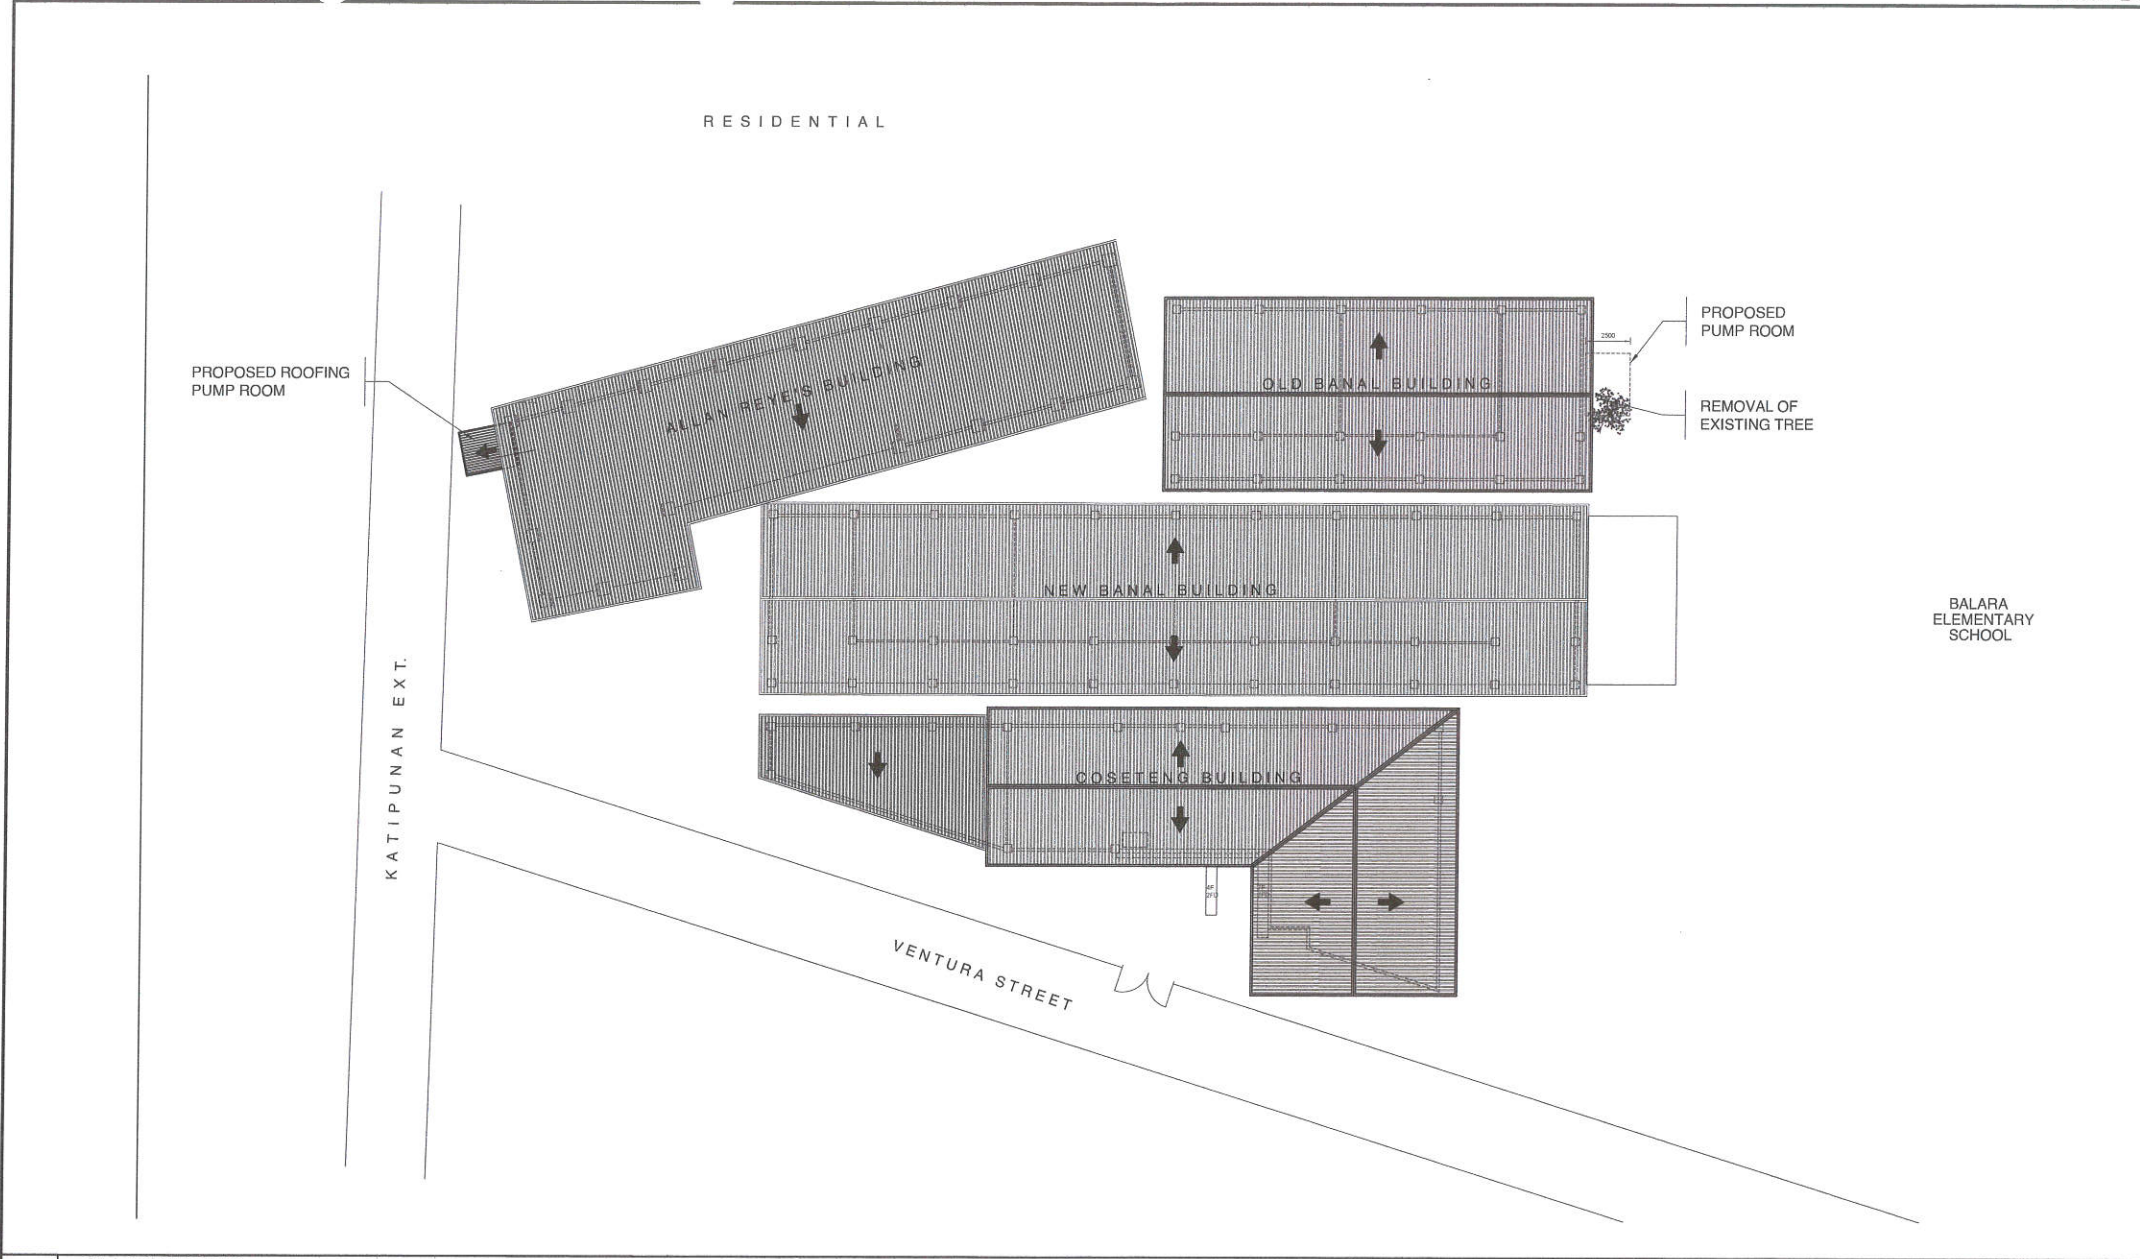 RESIDENTIAL
PROPOSED
PUMP ROOM
2500
PROPOSED ROOFING
PUMP ROOM
ALLAN REYE'S BUILDING
OLD BANAL BUILDING
REMOVAL OF
EXISTING TREE
NEW BANAL BUILDING
BALARA
ELEMENTARY
SCHOOL
KATIPUNAN EXT.
COSETENG BUILDING
VENTURA STREET